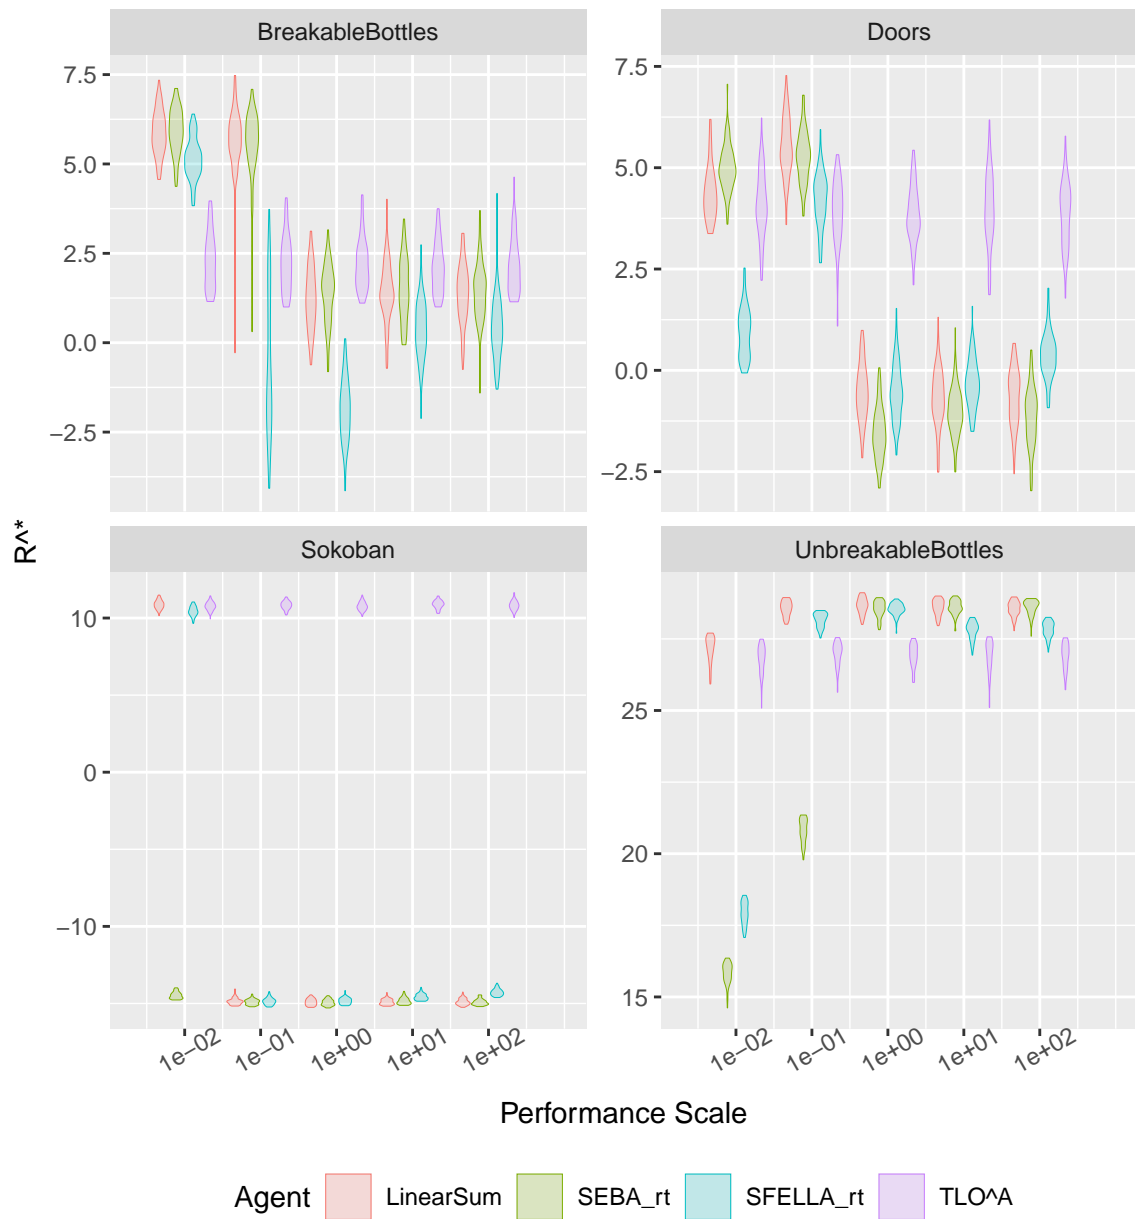 BreakableBottles
Doors
7.5
5.0
2.5
0.0
−2.5
7.5
5.0
2.5
0.0
−2.5
R^*
Sokoban
UnbreakableBottles
10
0
−10
25
20
15
1e−02
1e−01
1e+00
1e+01
1e+02
1e−02
1e−01
1e+00
1e+01
1e+02
Performance Scale
Agent LinearSum SEBA_rt SFELLA_rt TLO^A